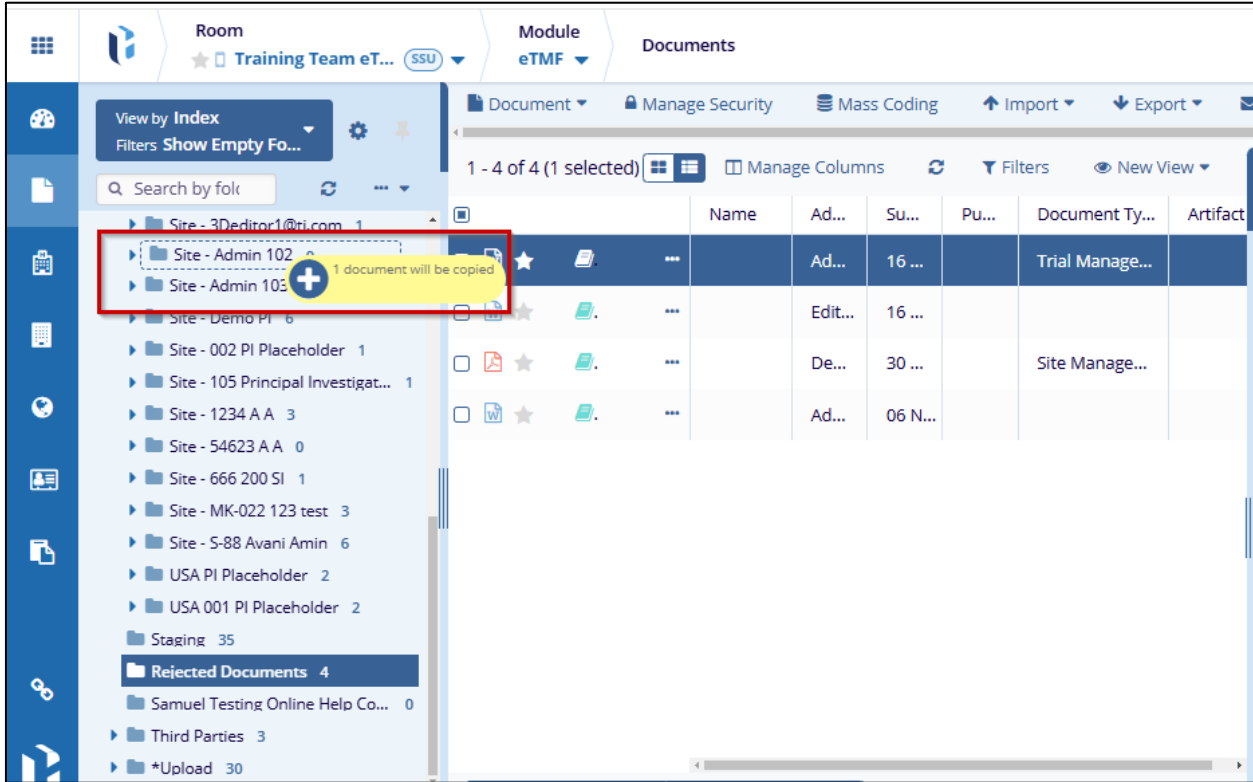 Room
Training Team eT... SSU
Module
eTMF
Documents
View by Index
Filters Show Empty Fo...
Search by folc
Document
Manage Security
Mass Coding
Import
Export
1 - 4 of 4 (1 selected)
Manage Columns
Filters
New View
Name Ad... Su... Pu... Document Ty... Artifact
Ad... 16 ... Trial Manage...
Edit... 16 ...
De... 30 ... Site Manage...
Ad... 06 N...
Site - 3Deditor1@ti.com 1
Site - Admin 102
1 document will be copied
Site - Admin 103
Site - Demo PI 6
Site - 002 PI Placeholder 1
Site - 105 Principal Investigat... 1
Site - 1234 A A 3
Site - 54623 A A 0
Site - 666 200 SI 1
Site - MK-022 123 test 3
Site - S-88 Avani Amin 6
USA PI Placeholder 2
USA 001 PI Placeholder 2
Staging 35
Rejected Documents 4
Samuel Testing Online Help Co... 0
Third Parties 3
*Upload 30